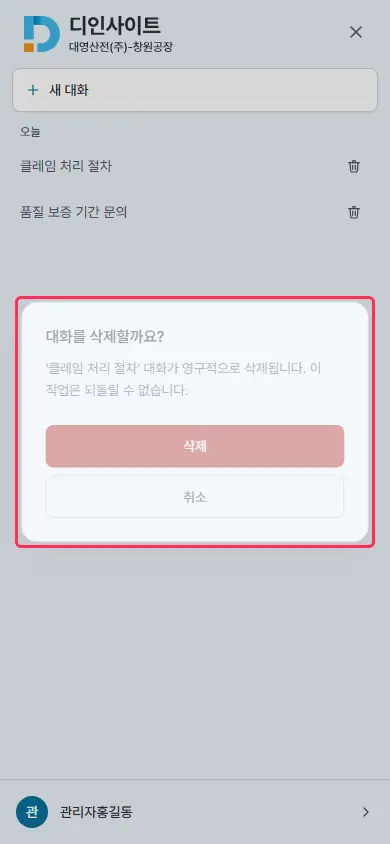 디인사이트
대영산전(주)-창원공장
+ 새 대화
오늘
클레임 처리 절차
품질 보증 기간 문의
대화를 삭제할까요?
'클레임 처리 절차' 대화가 영구적으로 삭제됩니다. 이
작업은 되돌릴 수 없습니다.
삭제
취소
관 관리자홍길동